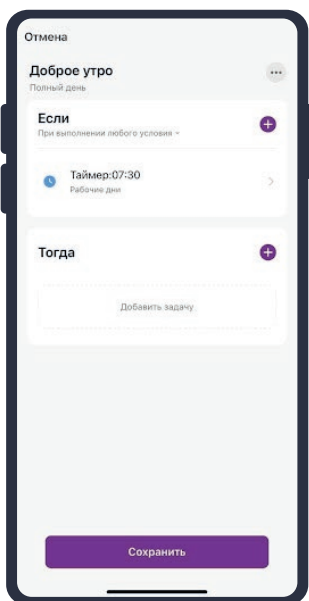 Отмена
Доброе утро
Полный день
Если
При выполнении любого условия
Таймер:07:30
Рабочие дни
Тогда
Добавить задачу
Сохранить